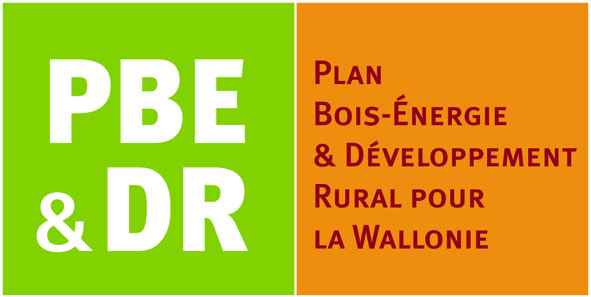 PBE
& DR
Plan
Bois-Énergie
& Développement
Rural pour
la Wallonie